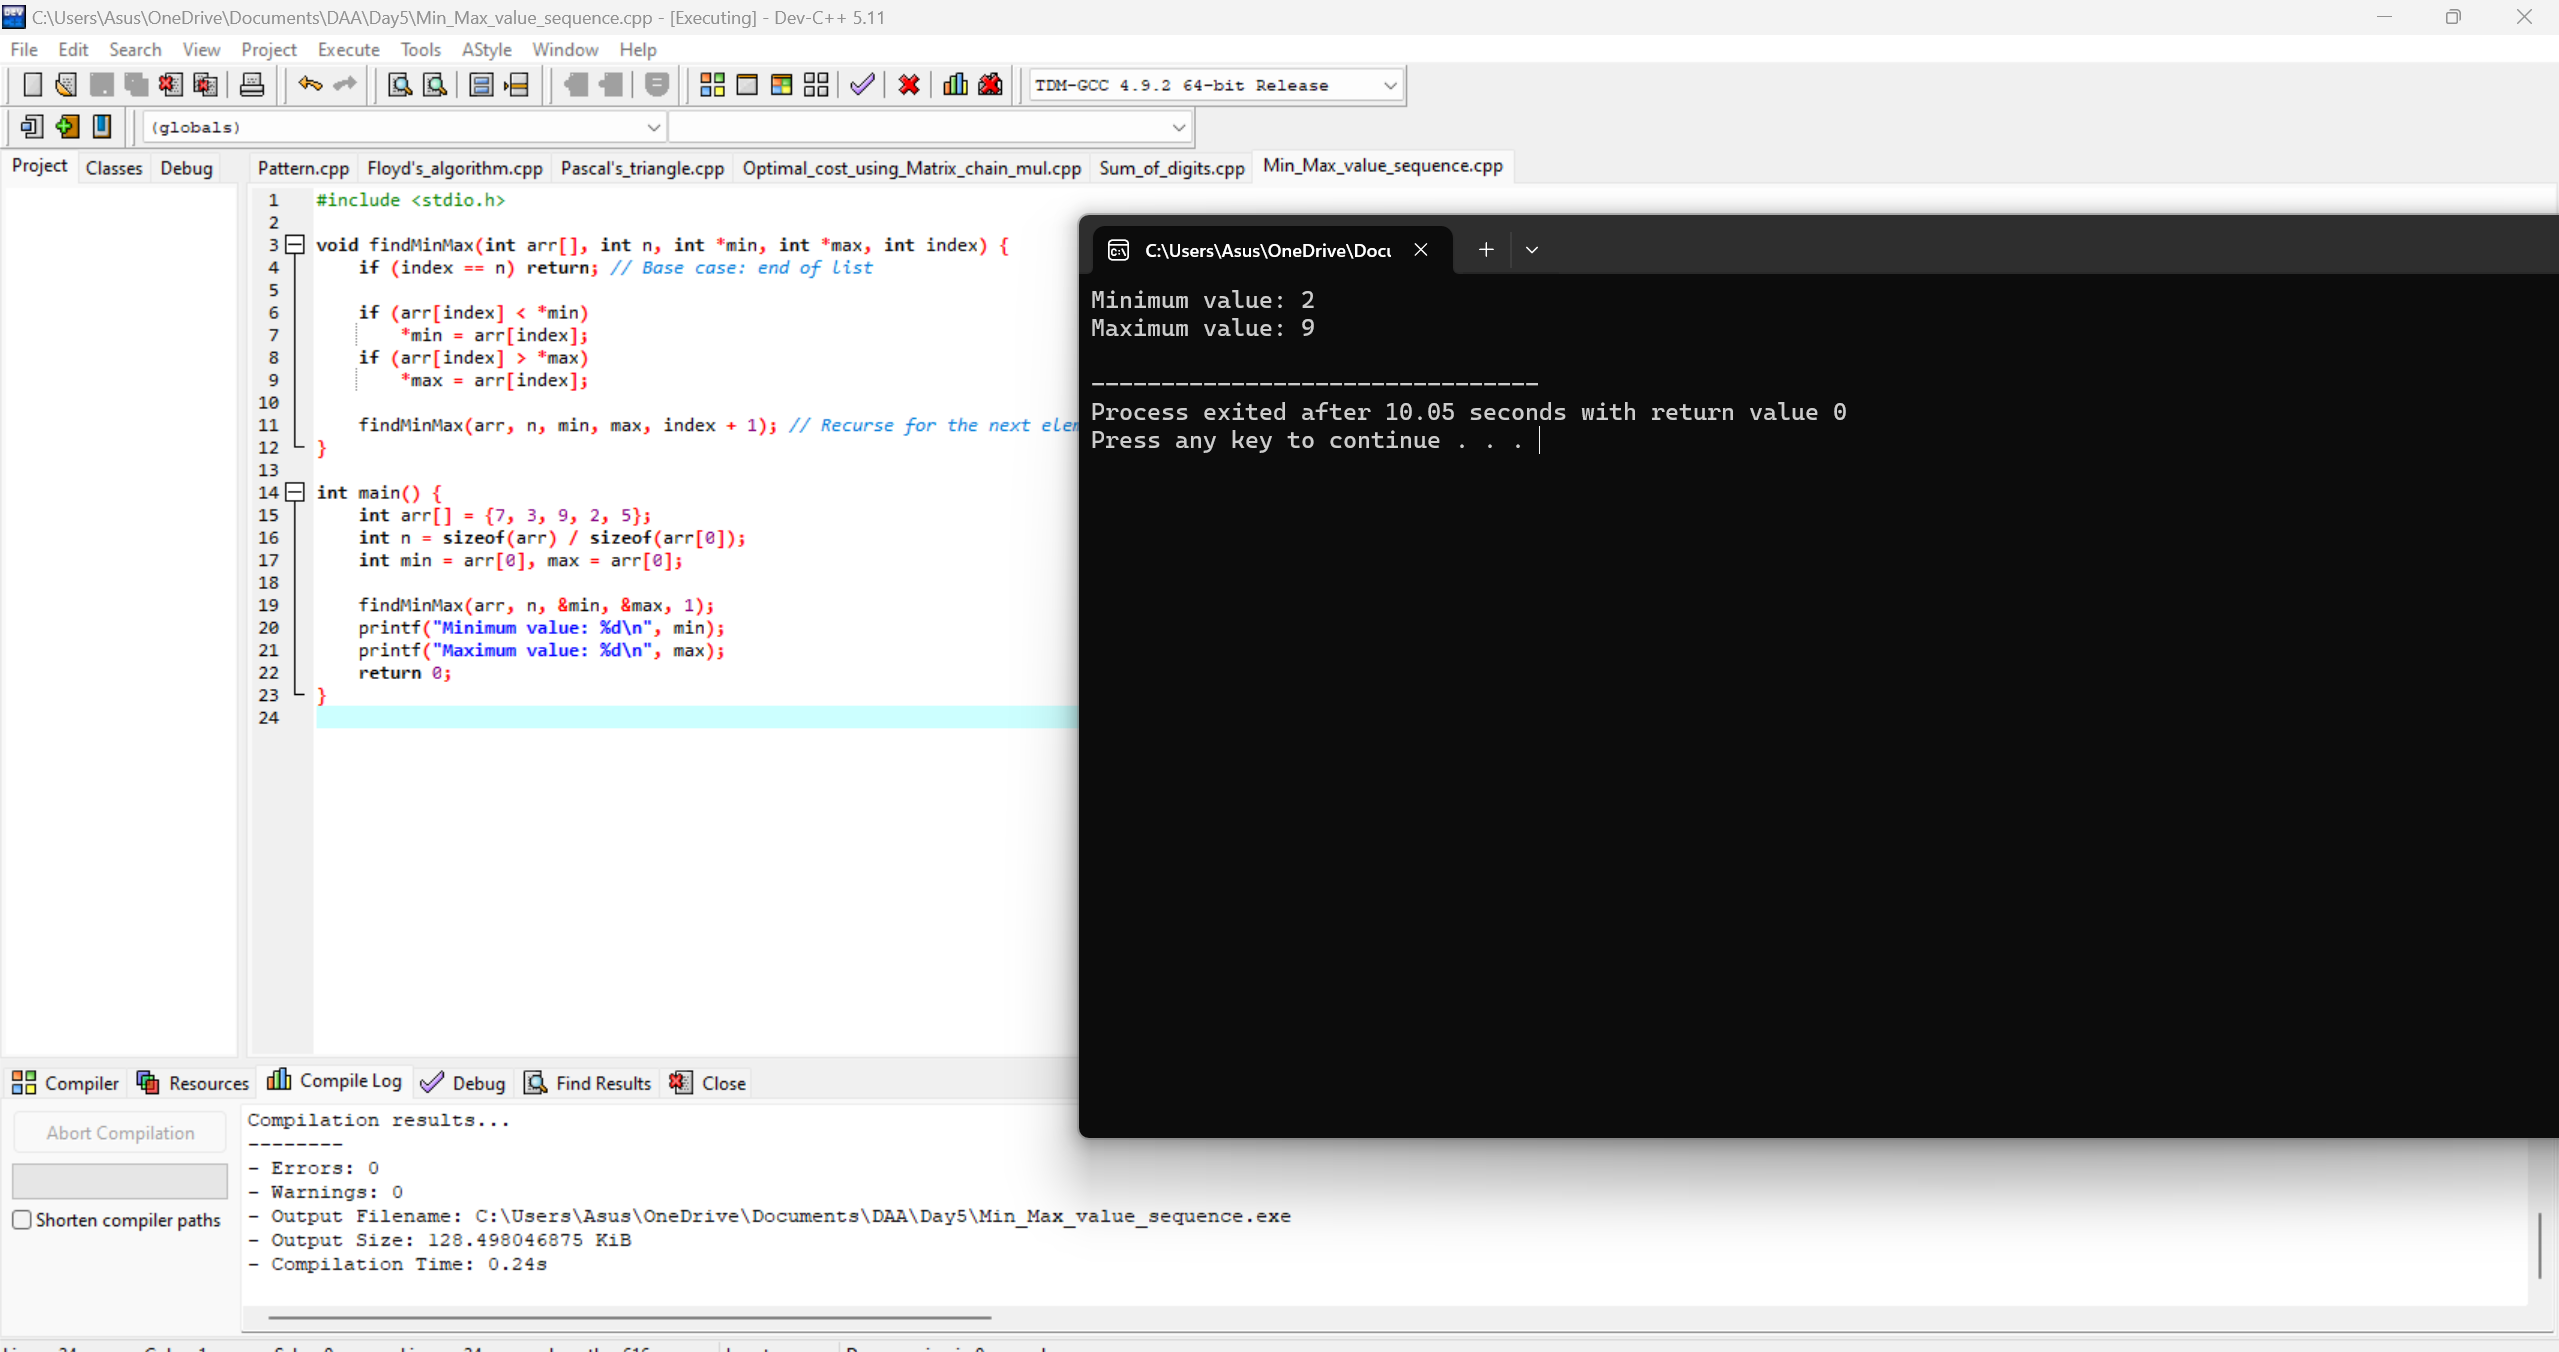 C:\Users\Asus\OneDrive\Documents\DAA\Day5\Min_Max_value_sequence.cpp - [Executing] - Dev-C++ 5.11
File Edit Search View Project Execute Tools AStyle Window Help
TDM-GCC 4.9.2 64-bit Release
(globals)
Project Classes Debug
Pattern.cpp Floyd's_algorithm.cpp Pascal's_triangle.cpp Optimal_cost_using_Matrix_chain_mul.cpp Sum_of_digits.cpp Min_Max_value_sequence.cpp
1 #include <stdio.h>
2
3 void findMinMax(int arr[], int n, int *min, int *max, int index) {
4 if (index == n) return; // Base case: end of list
5
6 if (arr[index] < *min)
7 *min = arr[index];
8 if (arr[index] > *max)
9 *max = arr[index];
10
11 findMinMax(arr, n, min, max, index + 1); // Recurse for the next
12 }
13
14 int main() {
15 int arr[] = {7, 3, 9, 2, 5};
16 int n = sizeof(arr) / sizeof(arr[0]);
17 int min = arr[0], max = arr[0];
18
19 findMinMax(arr, n, &min, &max, 1);
20 printf("Minimum value: %d\n", min);
21 printf("Maximum value: %d\n", max);
22 return 0;
23 }
24
C:\Users\Asus\OneDrive\Docu
Minimum value: 2
Maximum value: 9
--------------------------------
Process exited after 10.05 seconds with return value 0
Press any key to continue . . .
Compiler Resources Compile Log Debug Find Results Close
Abort Compilation
Shorten compiler paths
Compilation results...
--------
- Errors: 0
- Warnings: 0
- Output Filename: C:\Users\Asus\OneDrive\Documents\DAA\Day5\Min_Max_value_sequence.exe
- Output Size: 128.498046875 KiB
- Compilation Time: 0.24s